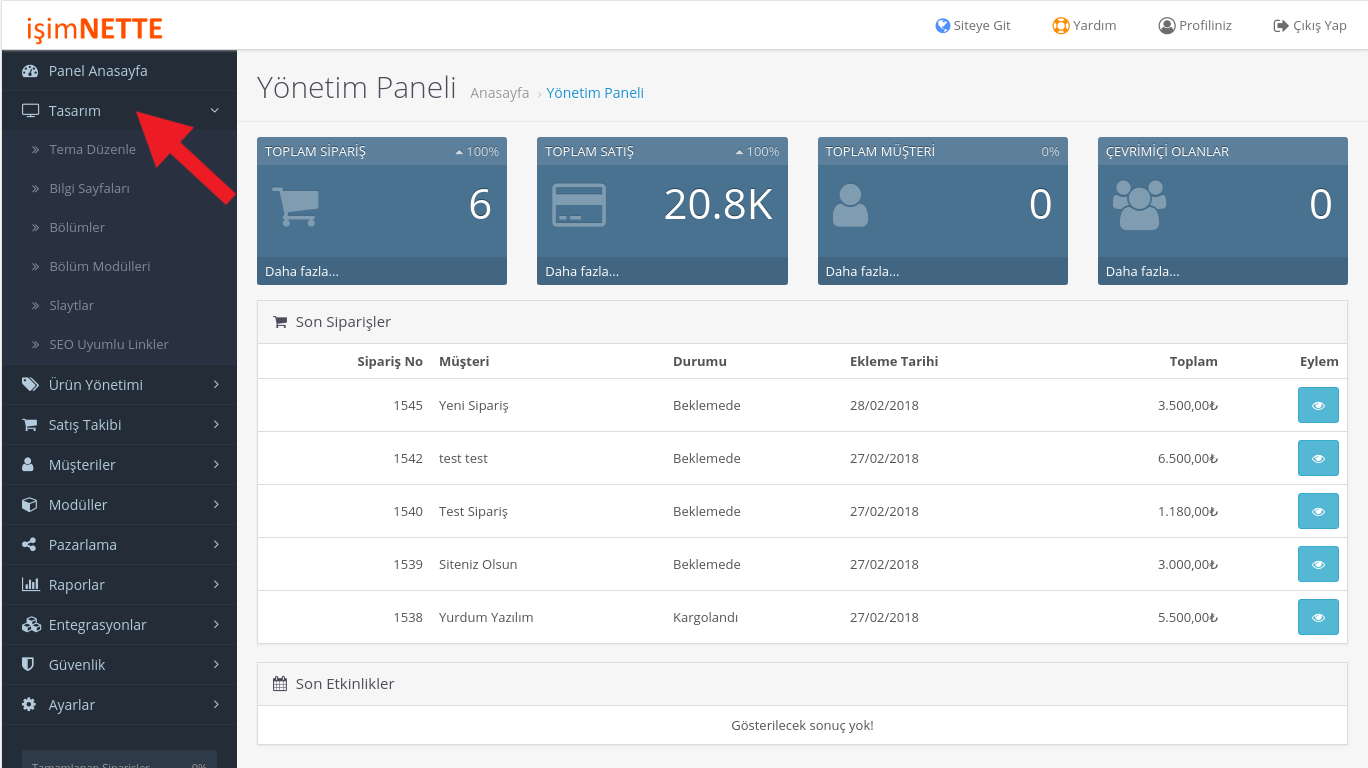 işimNETTE
Siteye Git
Yardım
Profiliniz
Çıkış Yap
Panel Anasayfa
Tasarım
Tema Düzenle
Bilgi Sayfaları
Bölümler
Bölüm Modülleri
Slaytlar
SEO Uyumlu Linkler
Ürün Yönetimi
Satış Takibi
Müşteriler
Modüller
Pazarlama
Raporlar
Entegrasyonlar
Güvenlik
Ayarlar
Tamamlanan Siparişler 0%
Yönetim Paneli
Anasayfa › Yönetim Paneli
TOPLAM SİPARİŞ 100%
6
Daha fazla...
TOPLAM SATIŞ 100%
20.8K
Daha fazla...
TOPLAM MÜŞTERİ 0%
0
Daha fazla...
ÇEVRİMİÇİ OLANLAR
0
Daha fazla...
Son Siparişler
Sipariş No Müşteri Durumu Ekleme Tarihi Toplam Eylem
1545 Yeni Sipariş Beklemede 28/02/2018 3.500,00₺
1542 test test Beklemede 27/02/2018 6.500,00₺
1540 Test Sipariş Beklemede 27/02/2018 1.180,00₺
1539 Siteniz Olsun Beklemede 27/02/2018 3.000,00₺
1538 Yurdum Yazılım Kargolandı 27/02/2018 5.500,00₺
Son Etkinlikler
Gösterilecek sonuç yok!